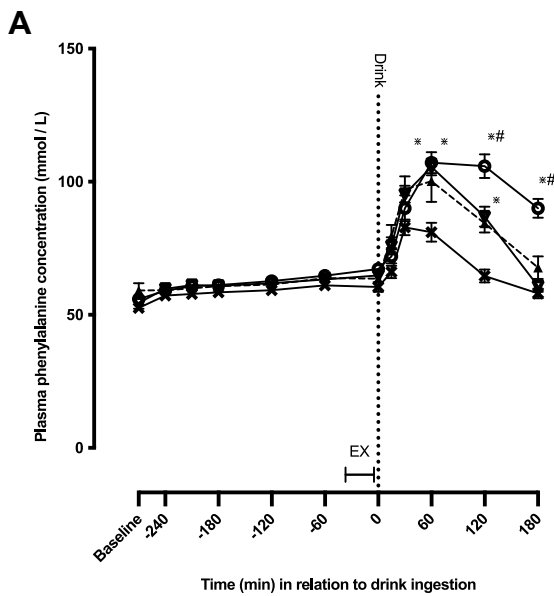 A
Plasma phenylalanine concentration (mmol / L)
150
100
50
0
Drink
※
※
※#
※
※#
EX
Baseline
-240
-180
-120
-60
0
60
120
180
Time (min) in relation to drink ingestion